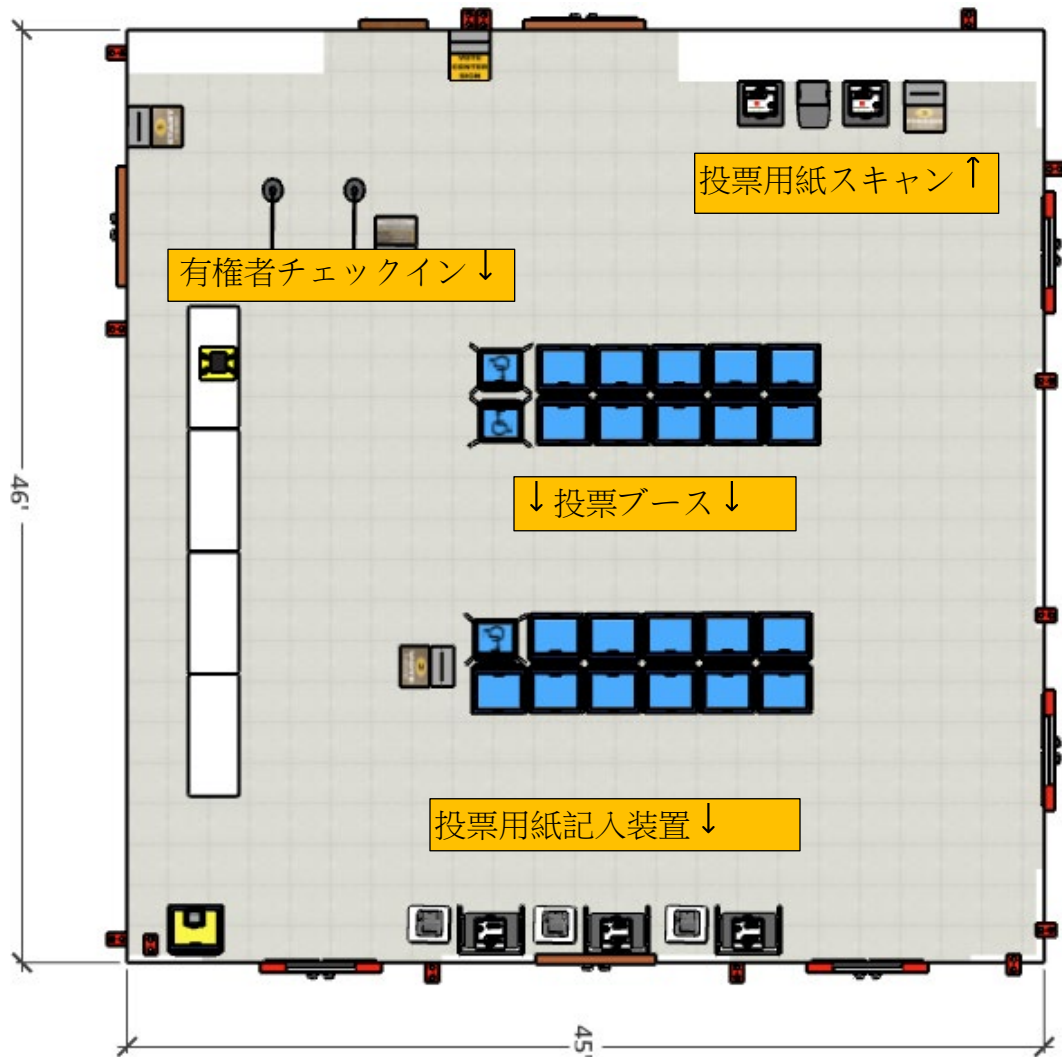 VOTE
CENTER
SIGN
START
投票用紙スキャン↑
有権者チェックイン↓
↓投票ブース↓
46'
投票用紙記入装置↓
45'